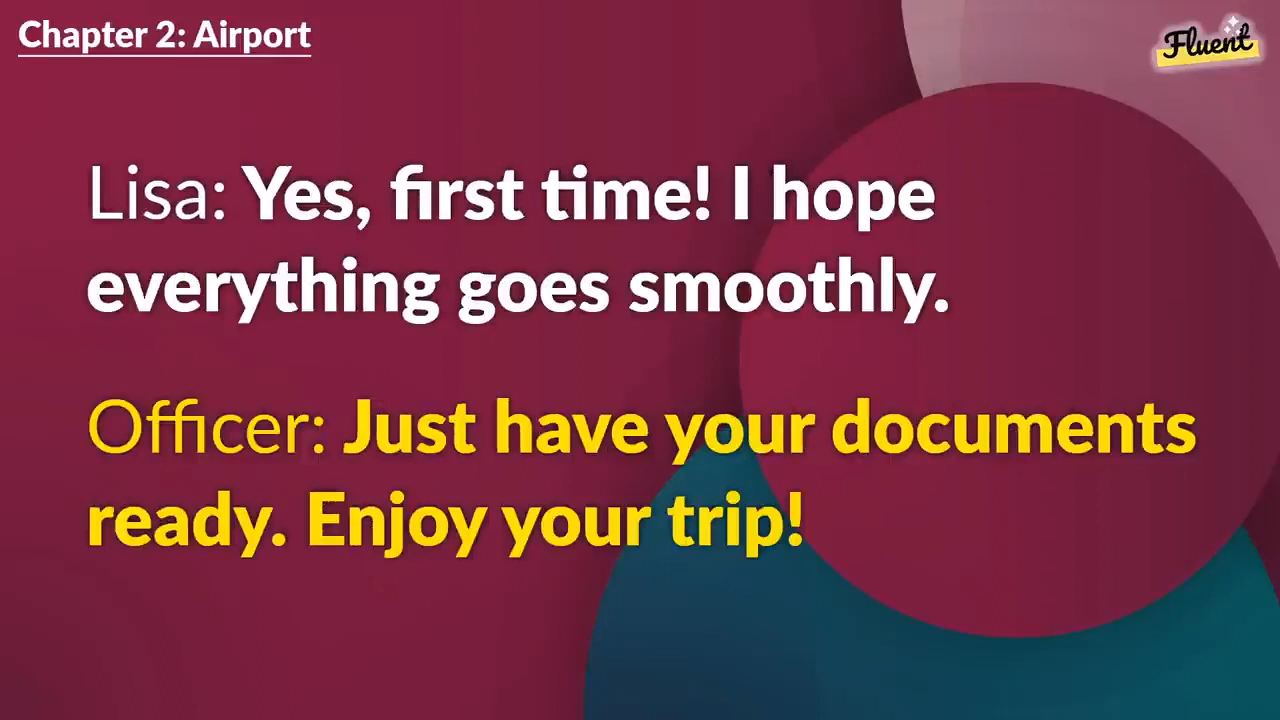 Chapter 2: Airport
Fluent
Lisa: Yes, first time! I hope
everything goes smoothly.
Officer: Just have your documents
ready. Enjoy your trip!